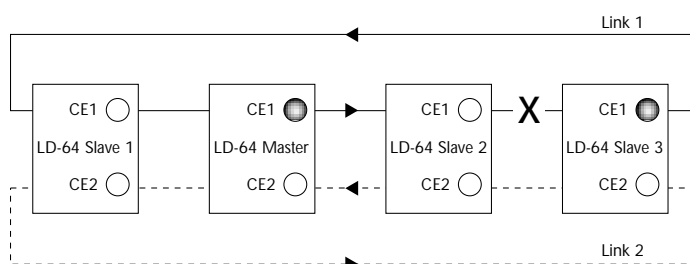 Link 1
CE1 CE1 CE1 X CE1
LD-64 Slave 1 LD-64 Master LD-64 Slave 2 LD-64 Slave 3
CE2 CE2 CE2 CE2
Link 2